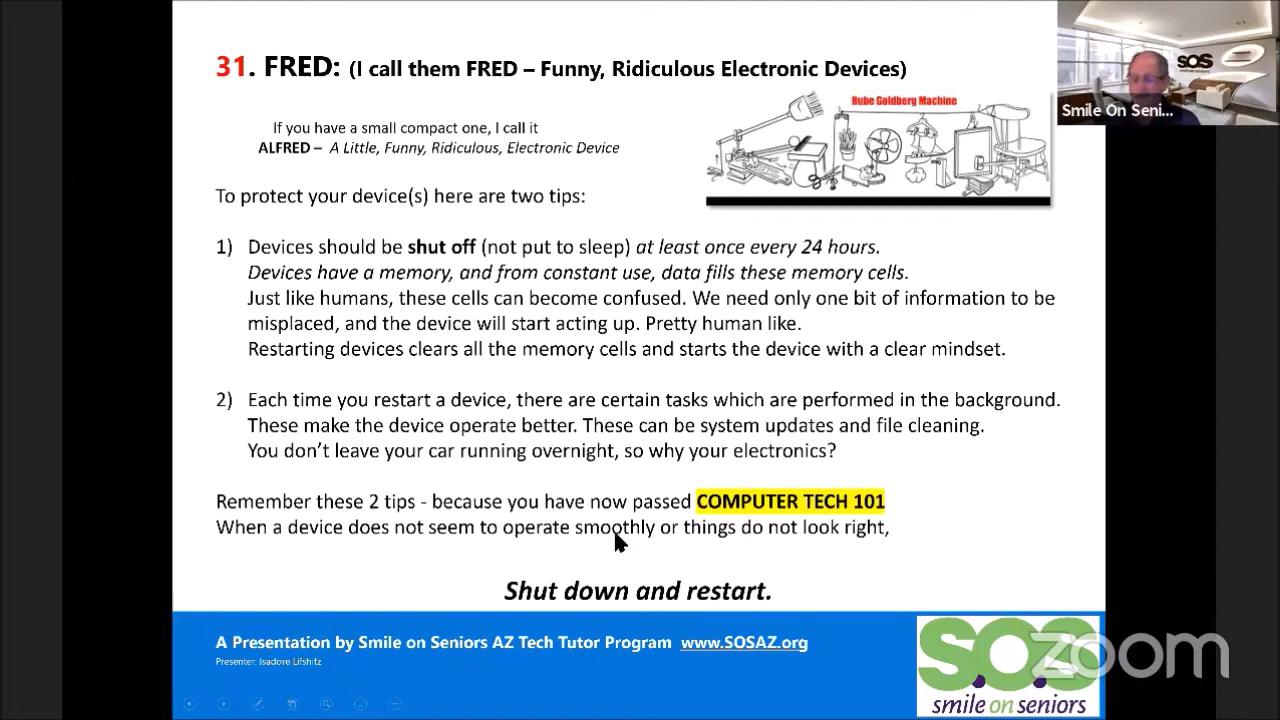 31. FRED: (I call them FRED – Funny, Ridiculous Electronic Devices)
SOS
smile on seniors
Smile On Seni...
Rube Goldberg Machine
If you have a small compact one, I call it
ALFRED – A Little, Funny, Ridiculous, Electronic Device
To protect your device(s) here are two tips:
1) Devices should be shut off (not put to sleep) at least once every 24 hours.
Devices have a memory, and from constant use, data fills these memory cells.
Just like humans, these cells can become confused. We need only one bit of information to be
misplaced, and the device will start acting up. Pretty human like.
Restarting devices clears all the memory cells and starts the device with a clear mindset.
2) Each time you restart a device, there are certain tasks which are performed in the background.
These make the device operate better. These can be system updates and file cleaning.
You don’t leave your car running overnight, so why your electronics?
Remember these 2 tips - because you have now passed COMPUTER TECH 101
When a device does not seem to operate smoothly or things do not look right,
Shut down and restart.
A Presentation by Smile on Seniors AZ Tech Tutor Program www.SOSAZ.org
Presenter: Isadore Lifshitz
SOS
zoom
smile on seniors